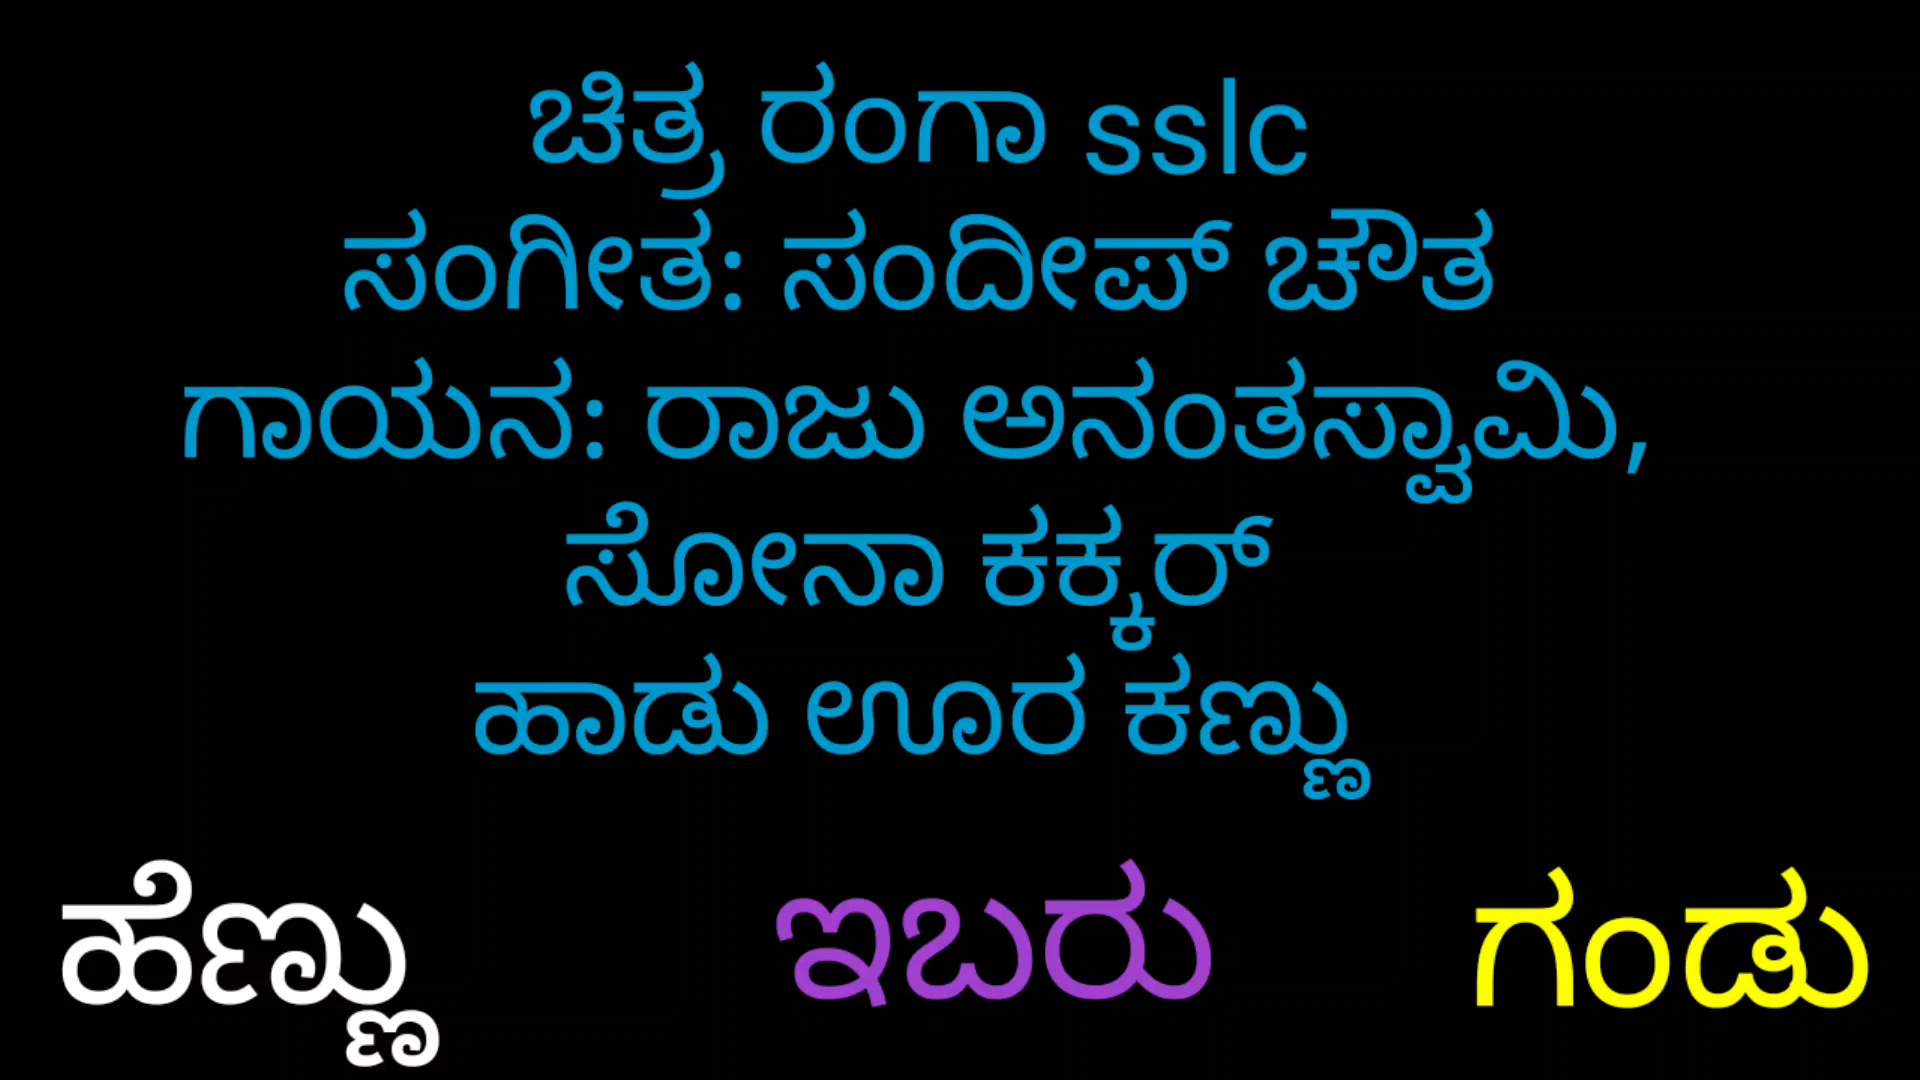 ಚಿತ್ರ ರಂಗಾ sslc
ಸಂಗೀತ: ಸಂದೀಪ್ ಚೌತ
ಗಾಯನ: ರಾಜು ಅನಂತಸ್ವಾಮಿ,
ಸೋನಾ ಕಕ್ಕರ್
ಹಾಡು ಊರ ಕಣ್ಣು
ಹೆಣ್ಣು ಇಬರು ಗಂಡು